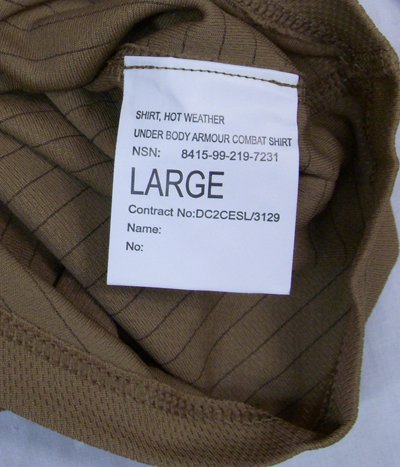 SHIRT, HOT WEATHER
UNDER BODY ARMOUR COMBAT SHIRT
NSN: 8415-99-219-7231
LARGE
Contract No:DC2CESL/3129
Name:
No: